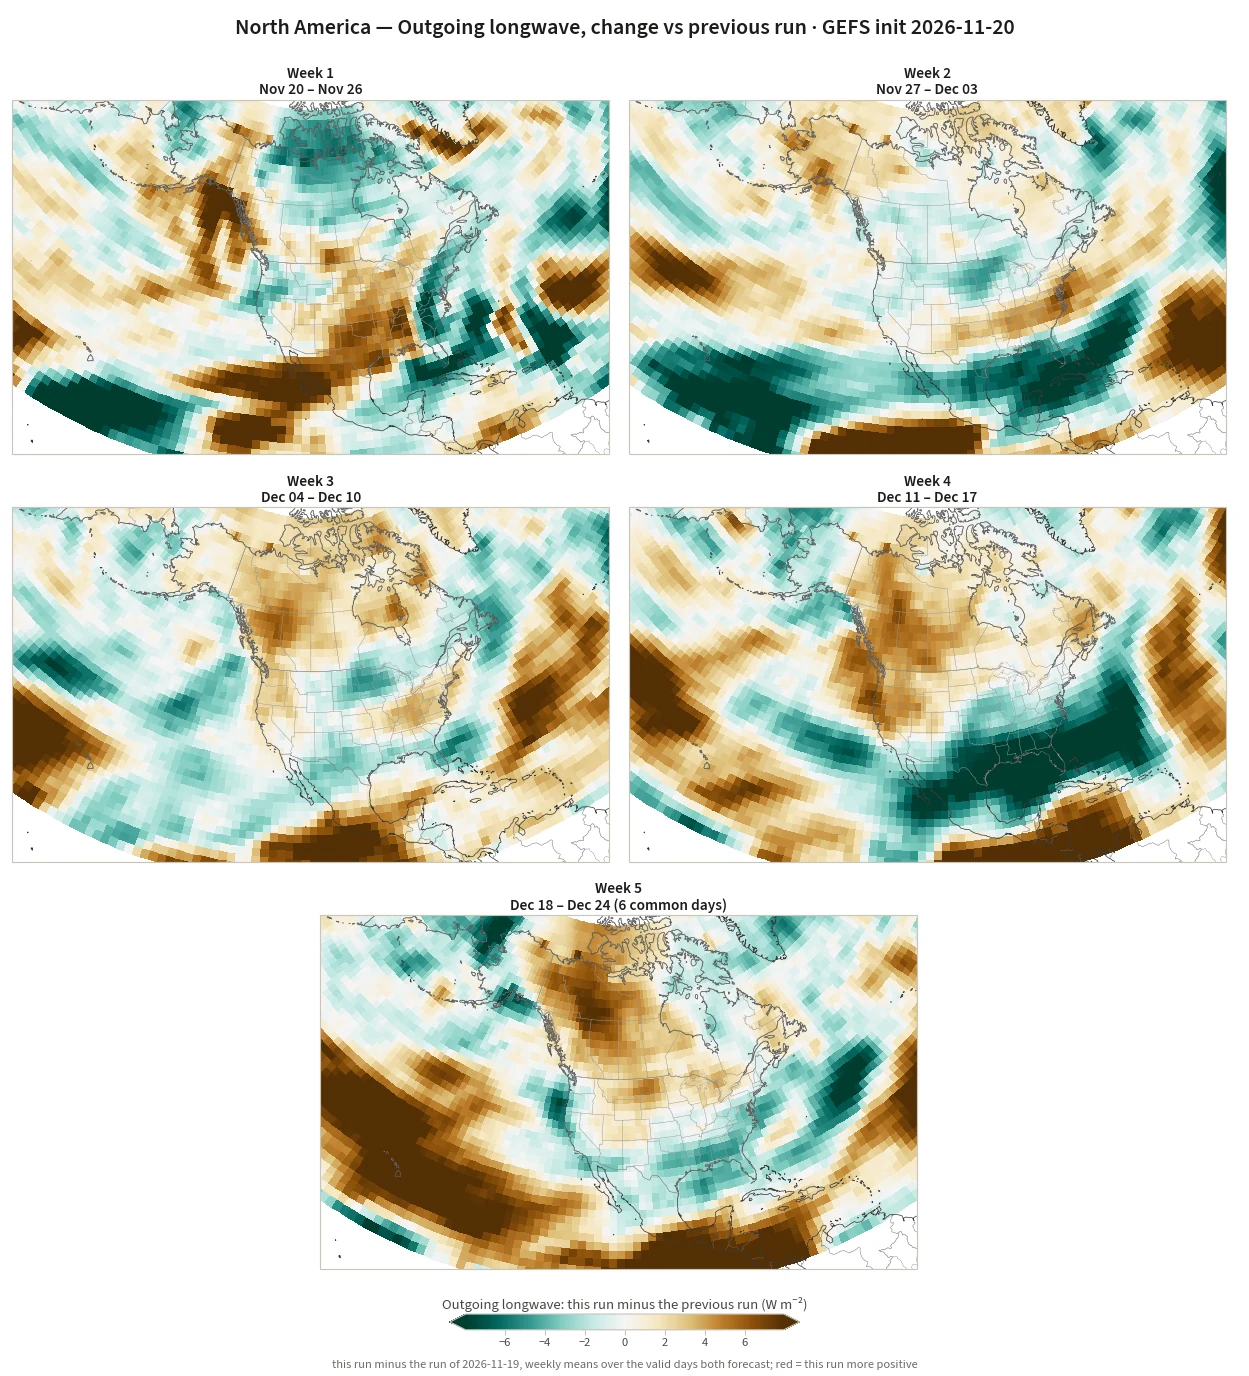 North America — Outgoing longwave, change vs previous run · GEFS init 2026-11-20
Week 1
Nov 20 – Nov 26
Week 2
Nov 27 – Dec 03
Week 3
Dec 04 – Dec 10
Week 4
Dec 11 – Dec 17
Week 5
Dec 18 – Dec 24 (6 common days)
Outgoing longwave: this run minus the previous run (W m⁻²)
−6 −4 −2 0 2 4 6
this run minus the run of 2026-11-19, weekly means over the valid days both forecast; red = this run more positive